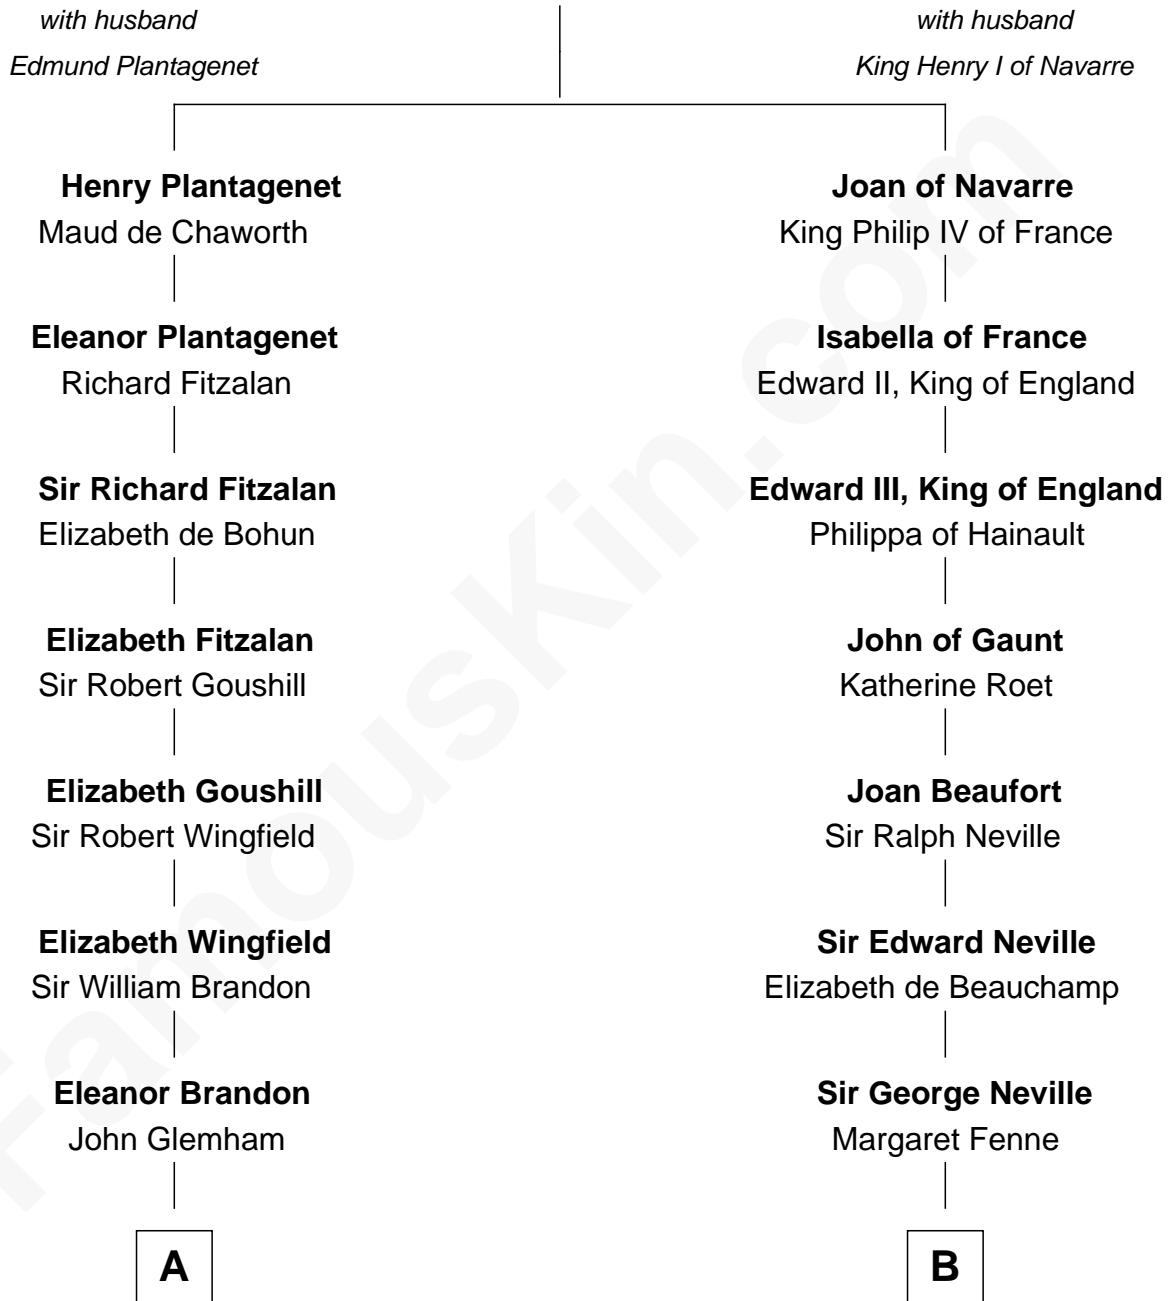 with husband
Edmund Plantagenet
with husband
King Henry I of Navarre
Henry Plantagenet
Maud de Chaworth
Joan of Navarre
King Philip IV of France
Eleanor Plantagenet
Richard Fitzalan
Isabella of France
Edward II, King of England
Sir Richard Fitzalan
Elizabeth de Bohun
Edward III, King of England
Philippa of Hainault
Elizabeth Fitzalan
Sir Robert Goushill
John of Gaunt
Katherine Roet
Elizabeth Goushill
Sir Robert Wingfield
Joan Beaufort
Sir Ralph Neville
Elizabeth Wingfield
Sir William Brandon
Sir Edward Neville
Elizabeth de Beauchamp
Eleanor Brandon
John Glemham
Sir George Neville
Margaret Fenne
A
B
FamousKin.com